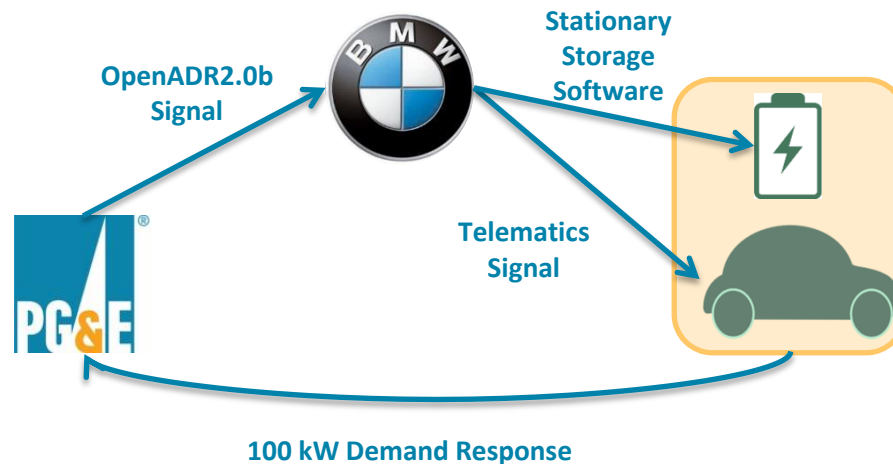 Stationary
Storage
Software
BMW
OpenADR2.0b
Signal
Telematics
Signal
PG&E
®
100 kW Demand Response